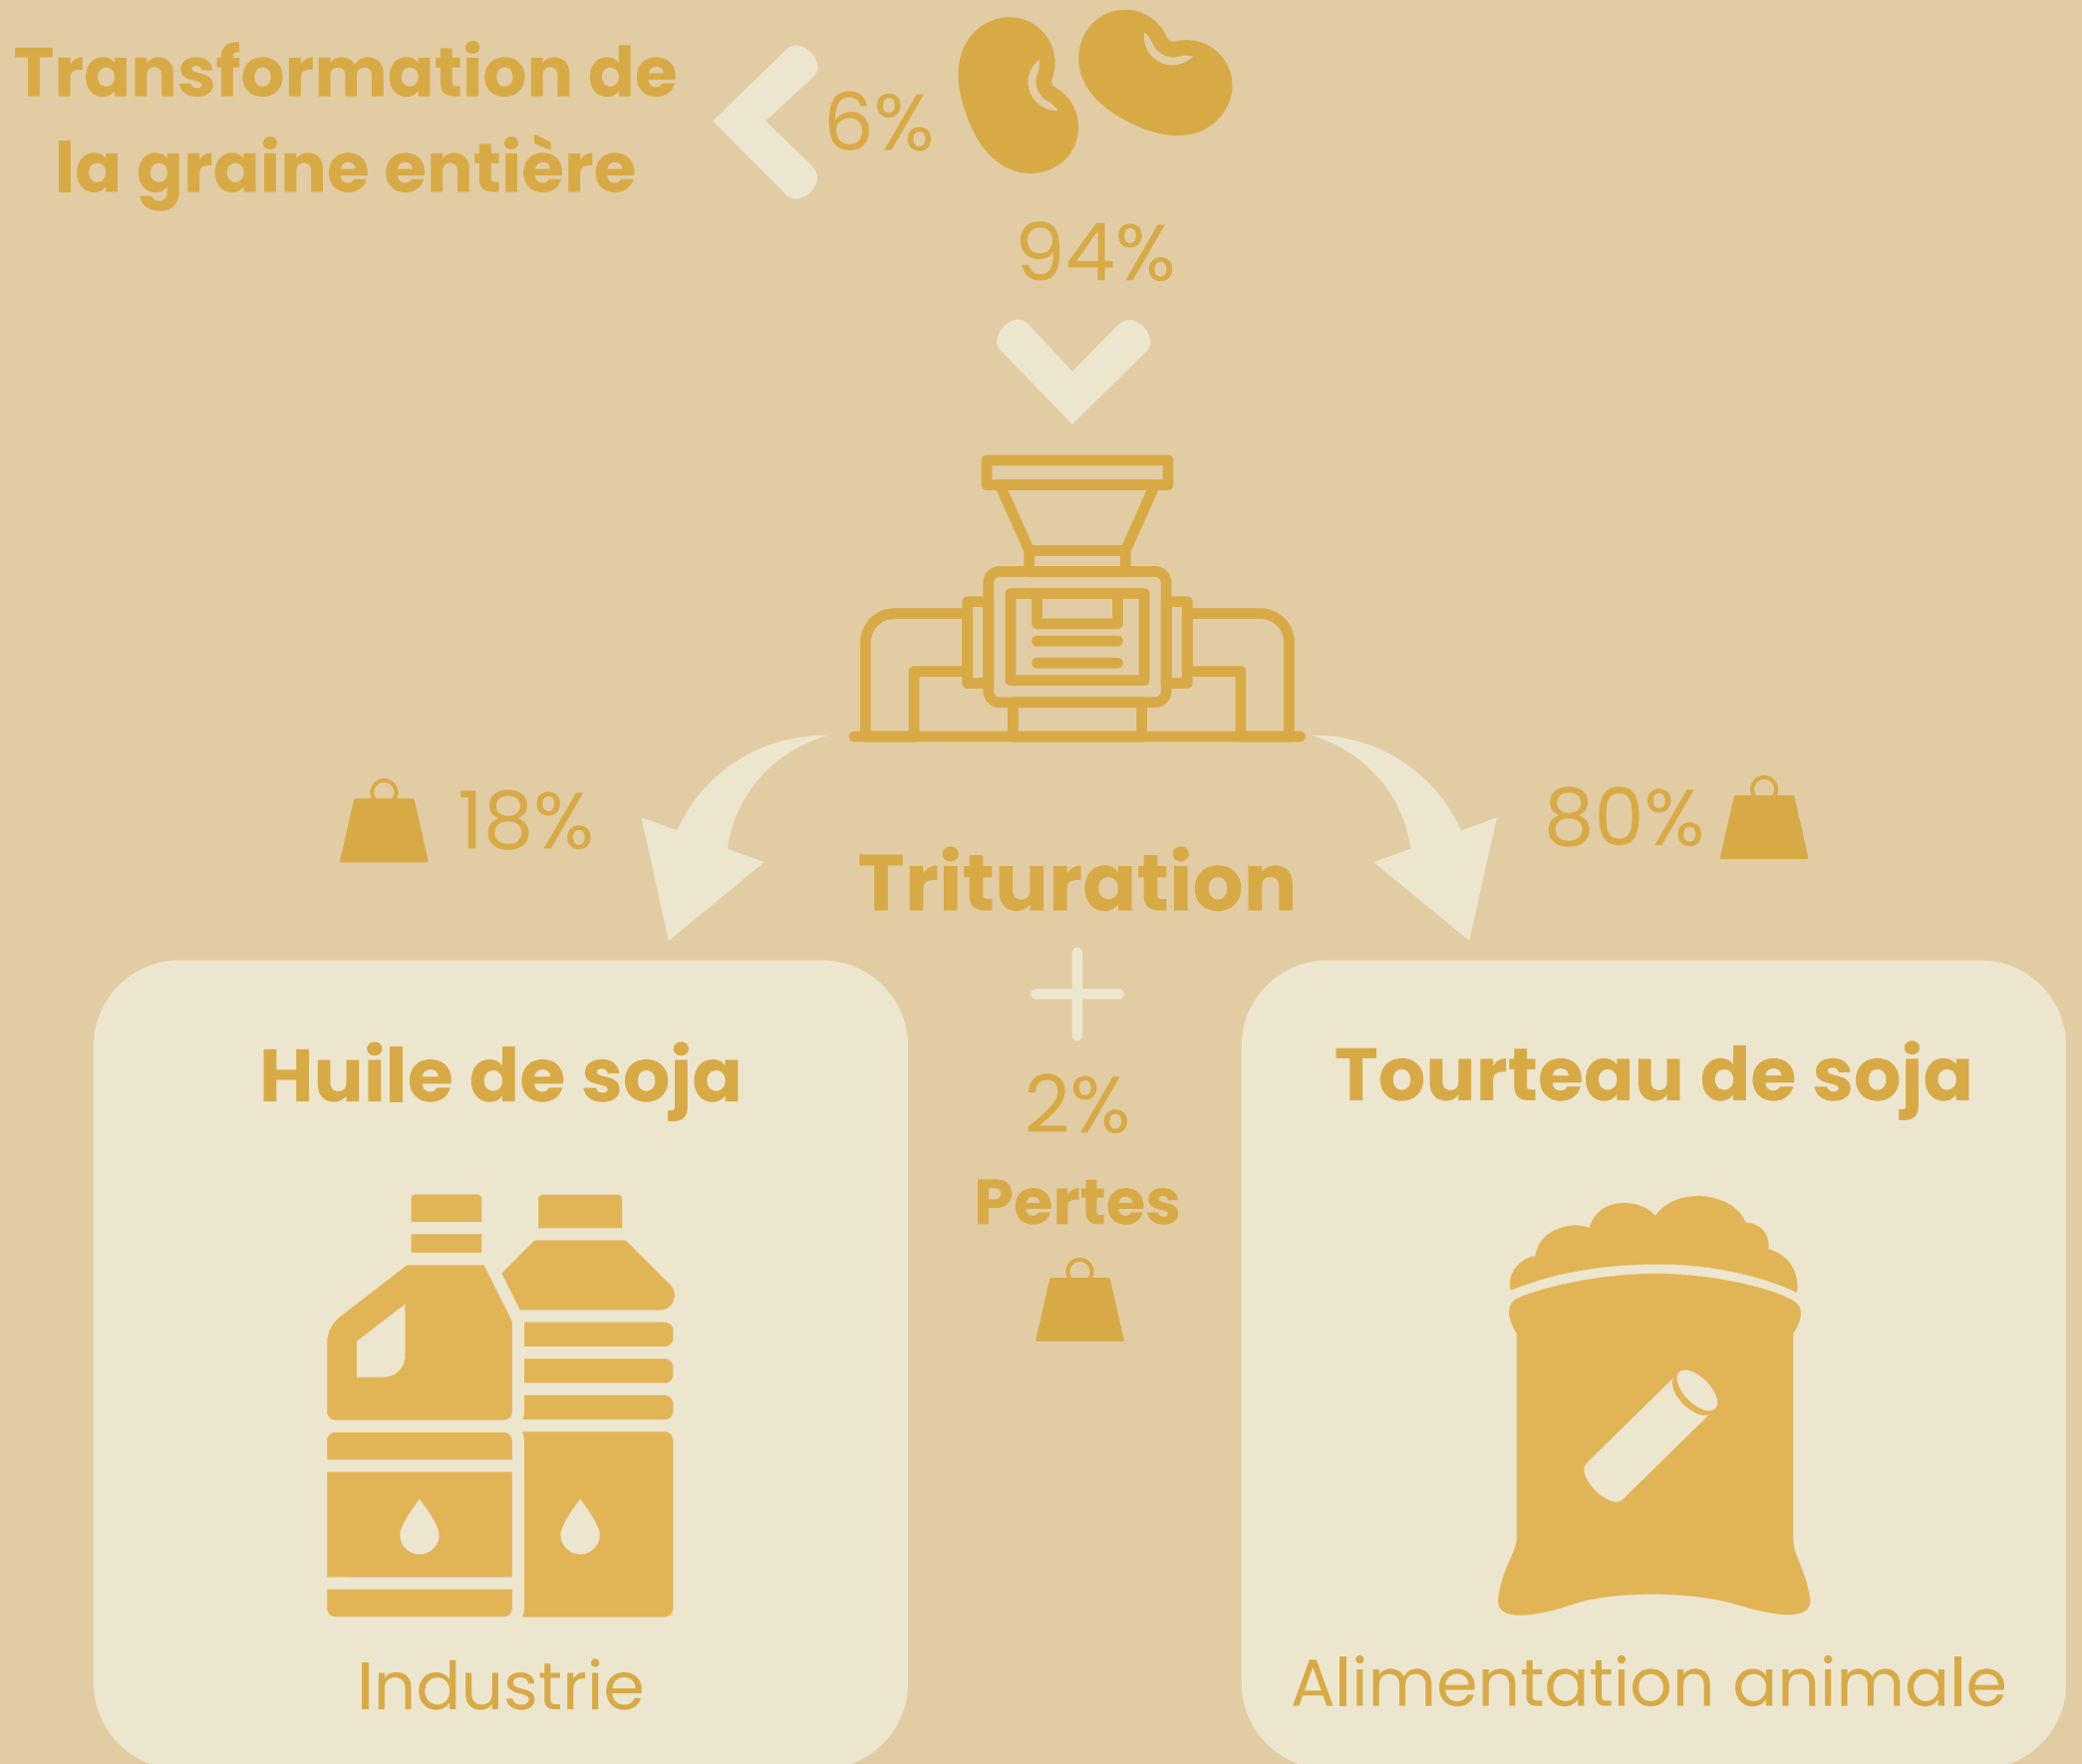 Transformation de
la graine entière
6%
94%
18%
80%
Trituration
Huile de soja
2%
Pertes
Tourteau de soja
Industrie
Alimentation animale